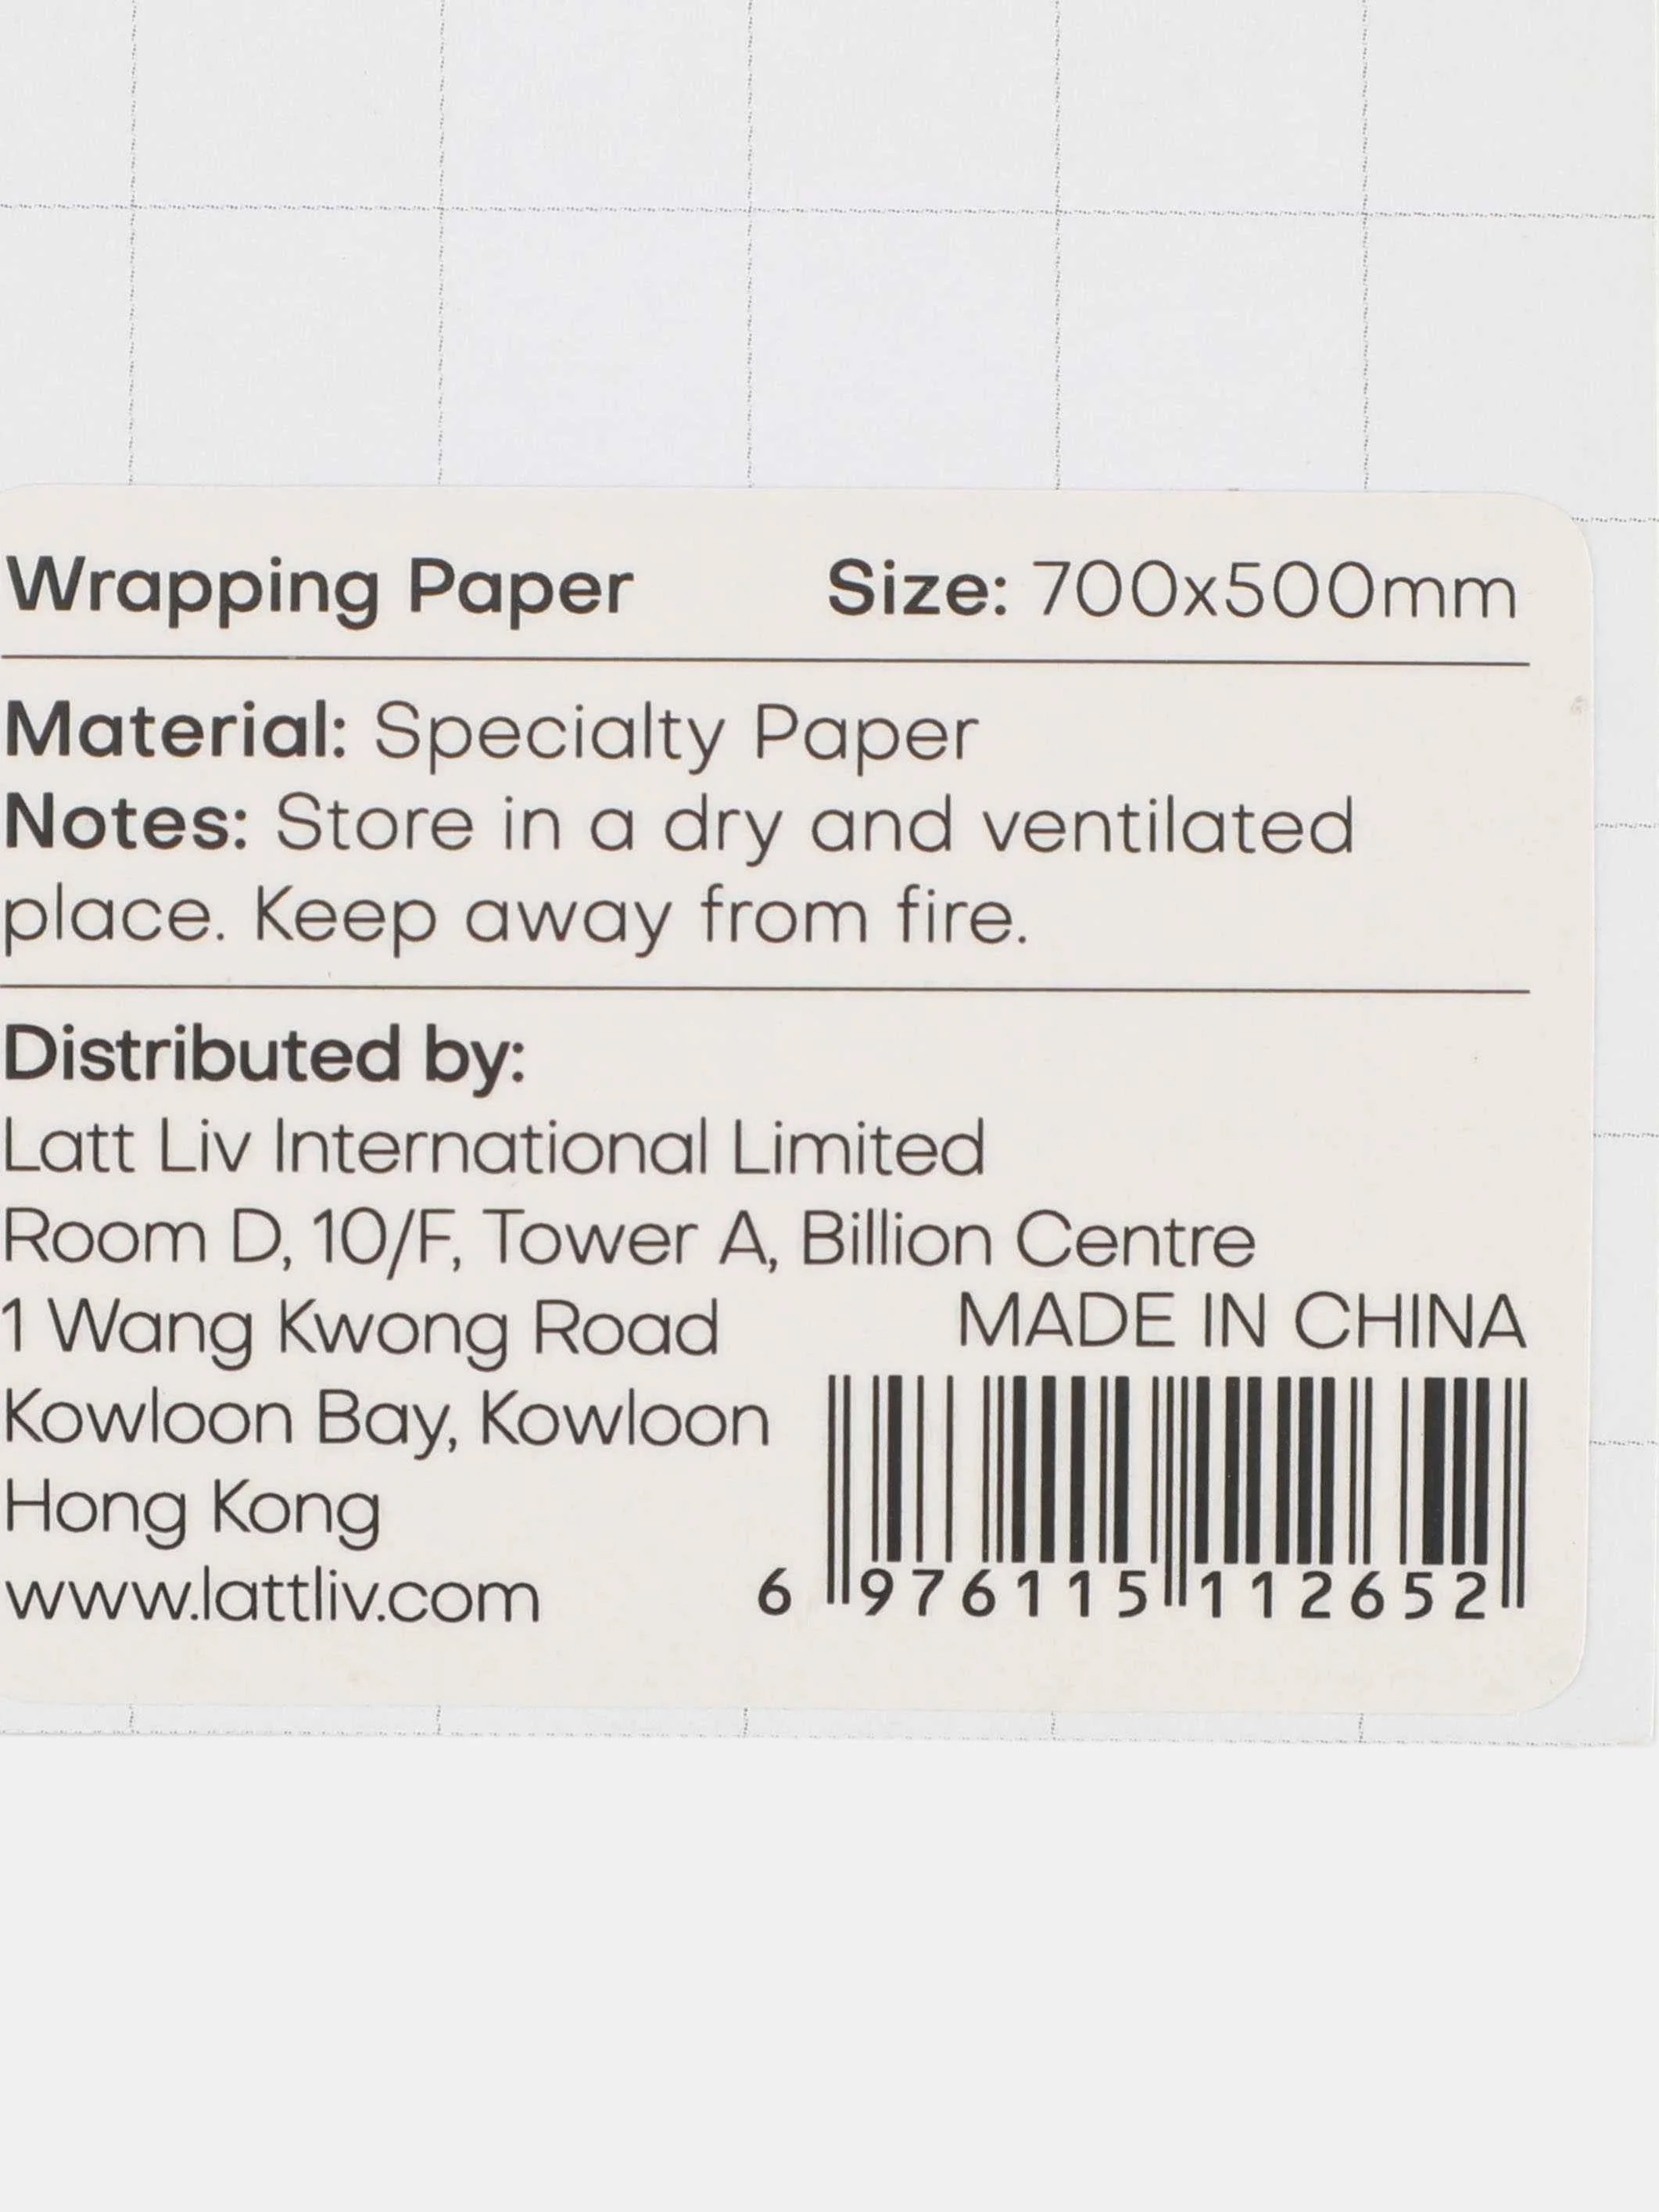 Wrapping Paper Size: 700x500mm
Material: Specialty Paper
Notes: Store in a dry and ventilated
place. Keep away from fire.
Distributed by:
Latt Liv International Limited
Room D, 10/F, Tower A, Billion Centre
1 Wang Kwong Road
Kowloon Bay, Kowloon
Hong Kong
www.lattliv.com
MADE IN CHINA
6 976115 112652